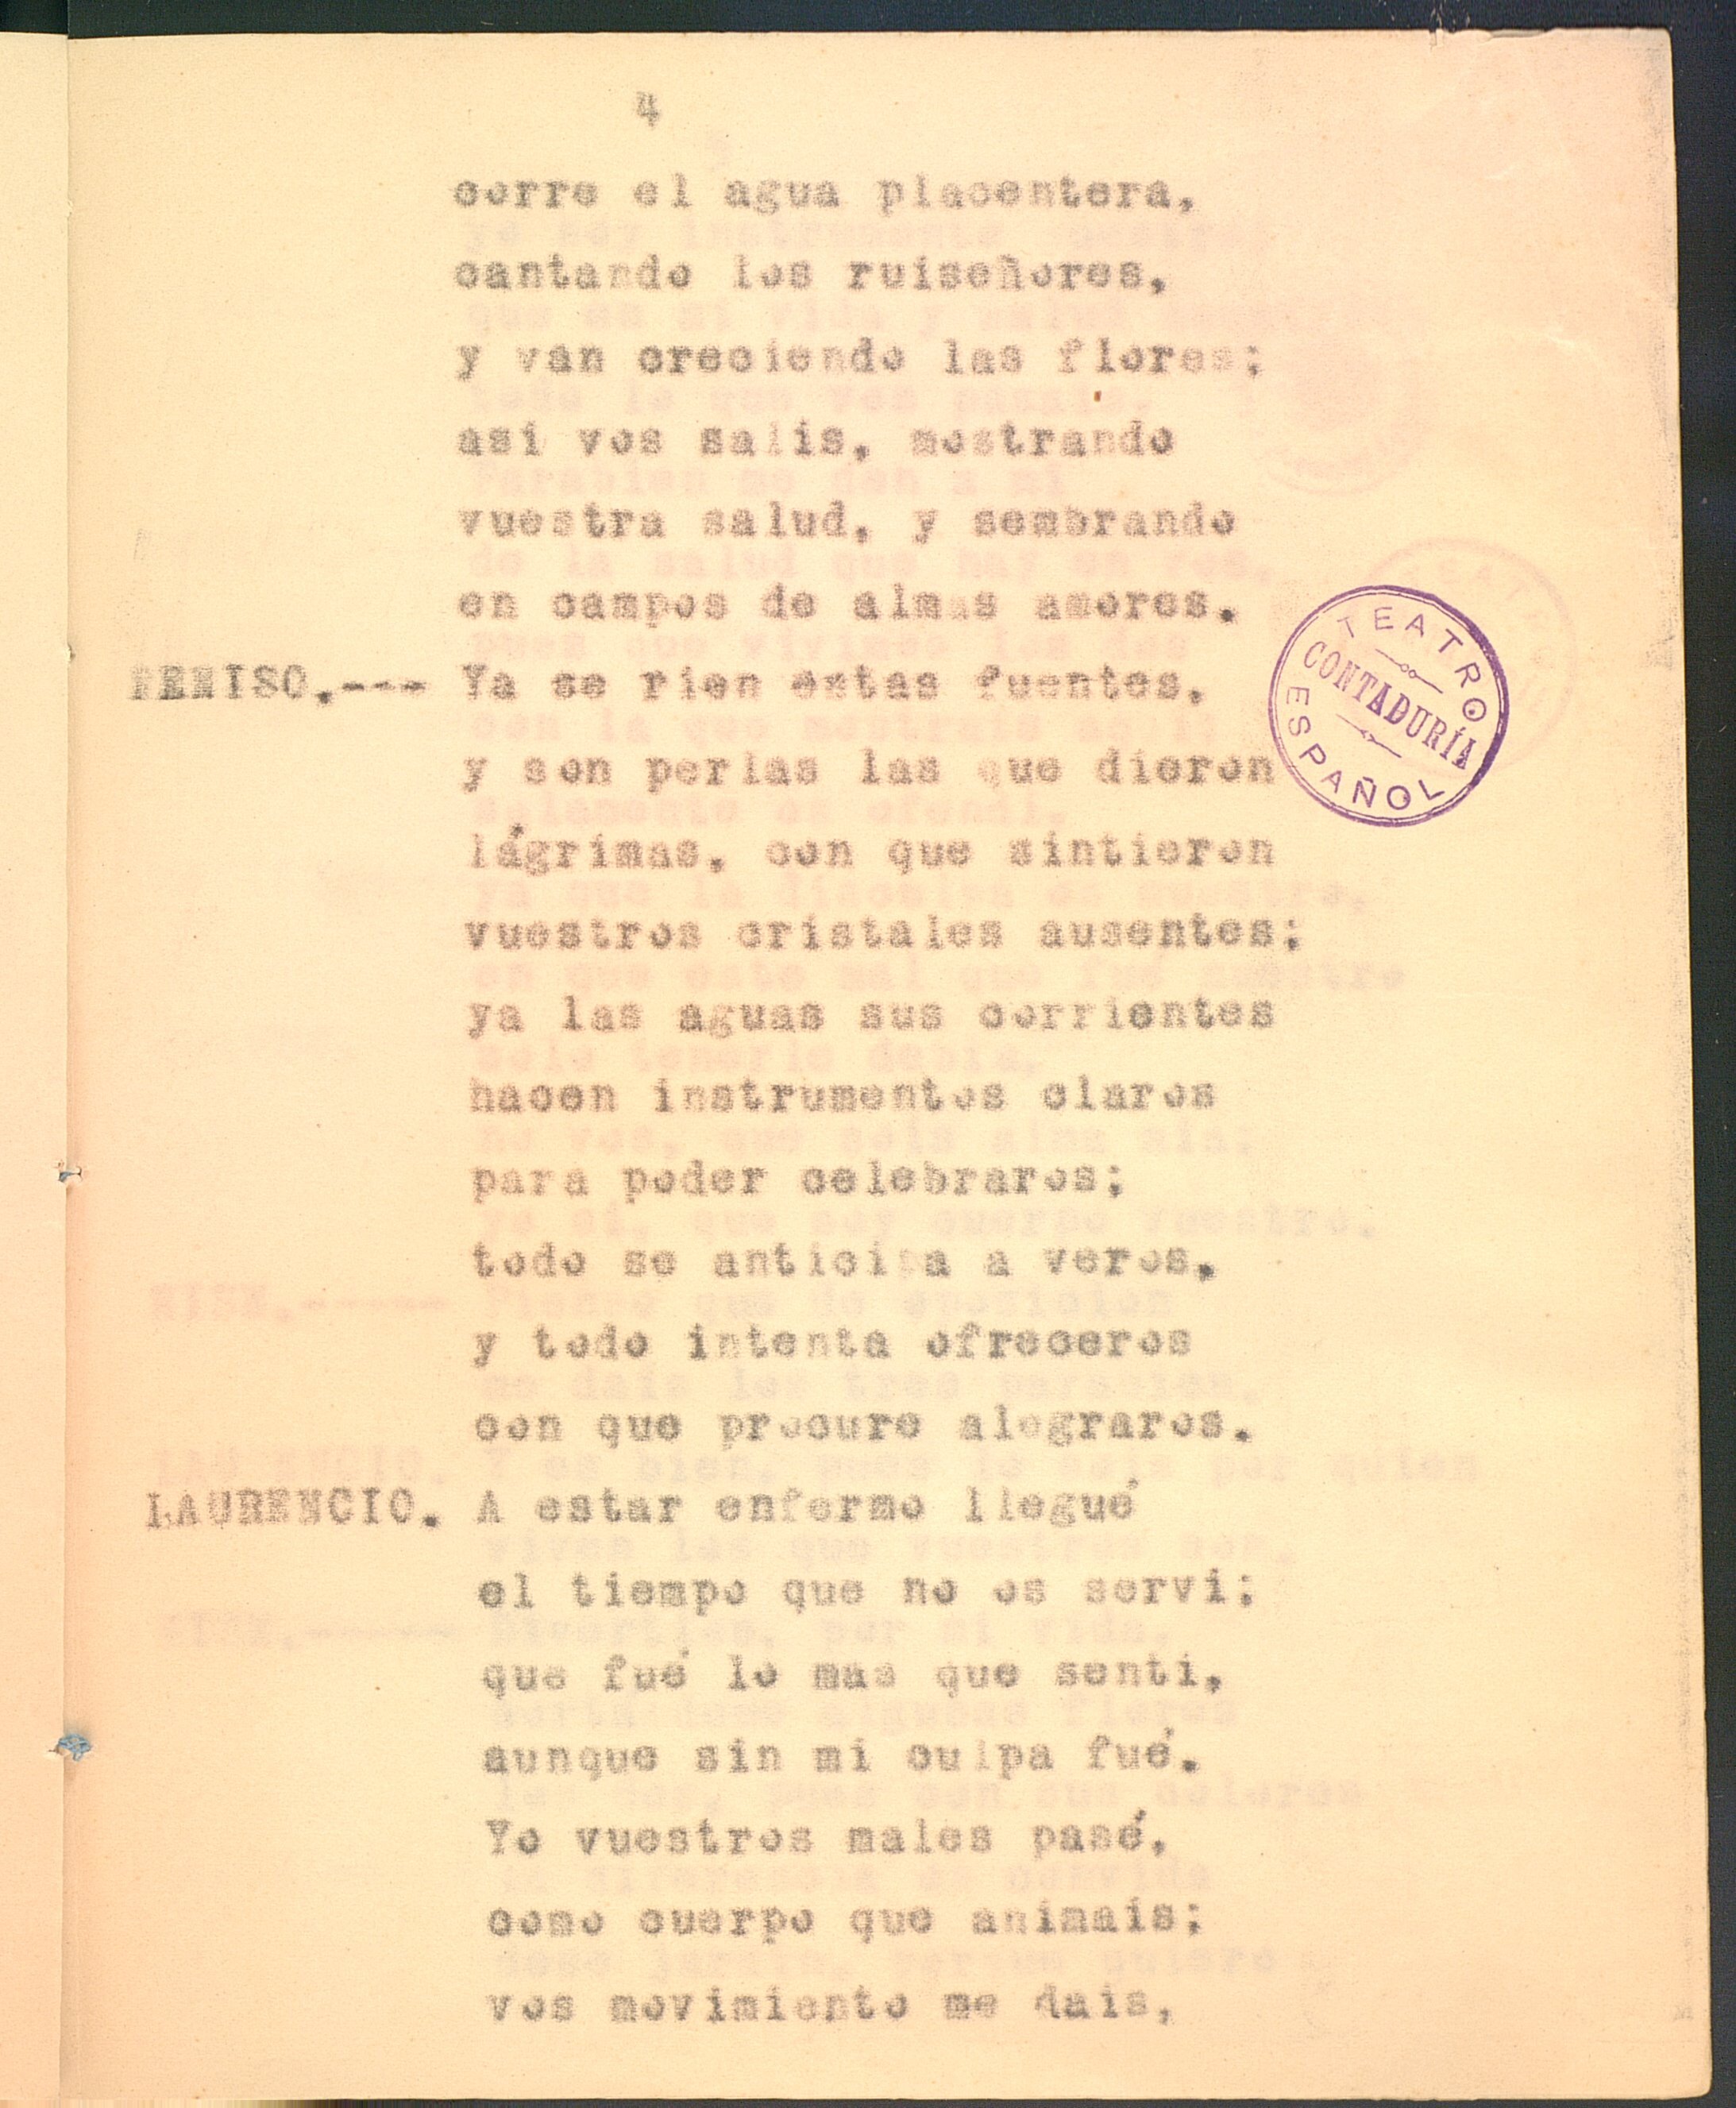 4
corre el agua placentera,
cantando los ruiseñores,
y van creciendo las flores;
asi vos salis, mostrando
vuestra salud, y sembrando
en campos de almas amores.
FENISO.--- Ya se rien estas fuentes,
y son perlas las que dieron
lágrimas, con que sintieron
vuestros cristales ausentes;
ya las aguas sus corrientes
hacen instrumentos claros
para poder celebraros;
todo se anticipa a veros,
y todo intenta ofreceros
con que procure alegraros.
LAURENCIO. A estar enfermo llegué
el tiempo que no os servi;
que fué lo mas que senti,
aunque sin mi culpa fué.
Yo vuestros males pasé,
como cuerpo que animais;
vos movimiento me dais,
TEATRO ESPAÑOL
CONTADURÍA